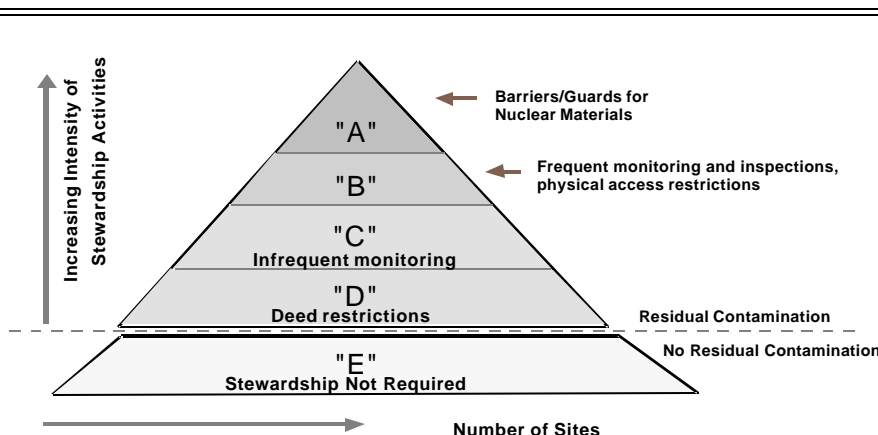 Increasing Intensity of
Stewardship Activities
Barriers/Guards for
Nuclear Materials
"A"
Frequent monitoring and inspections,
physical access restrictions
"B"
"C"
Infrequent monitoring
"D"
Deed restrictions
Residual Contamination
No Residual Contamination
"E"
Stewardship Not Required
Number of Sites